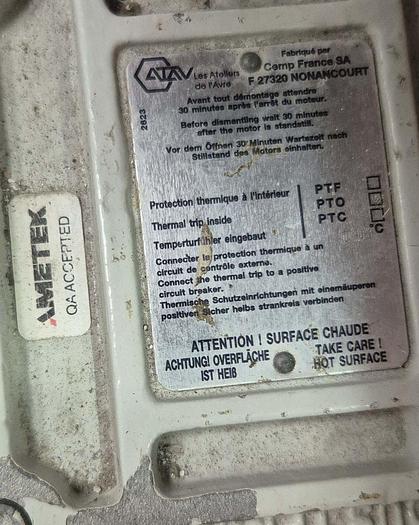 ATAV
Les Ateliers
de l'Avre
Fabriqué par
Cemp France SA
F 27320 NONANCOURT
2623
Avant tout démontage attendre
30 minutes après l'arrêt du moteur.
Before dismantling wait 30 minutes
after the motor is standstill.
Vor dem Öffnen 30 Minuten Wartezeit nach
Stillstand des Motors einhalten.
Protection thermique à l'intérieur
Thermal trip inside
Temperturfühler eingebaut
PTF
PTO
PTC
°C
Connecter la protection thermique à un
circuit de contrôle externe.
Connect the thermal trip to a positive
circuit breaker.
Thermische Schutzeinrichtungen mit einemäuperen
positiven Sicher heibs strankreis verbinden
ATTENTION ! SURFACE CHAUDE
ACHTUNG! OVERFLÄCHE
IST HEIß
TAKE CARE !
HOT SURFACE
AMETEK
QA ACCEPTED